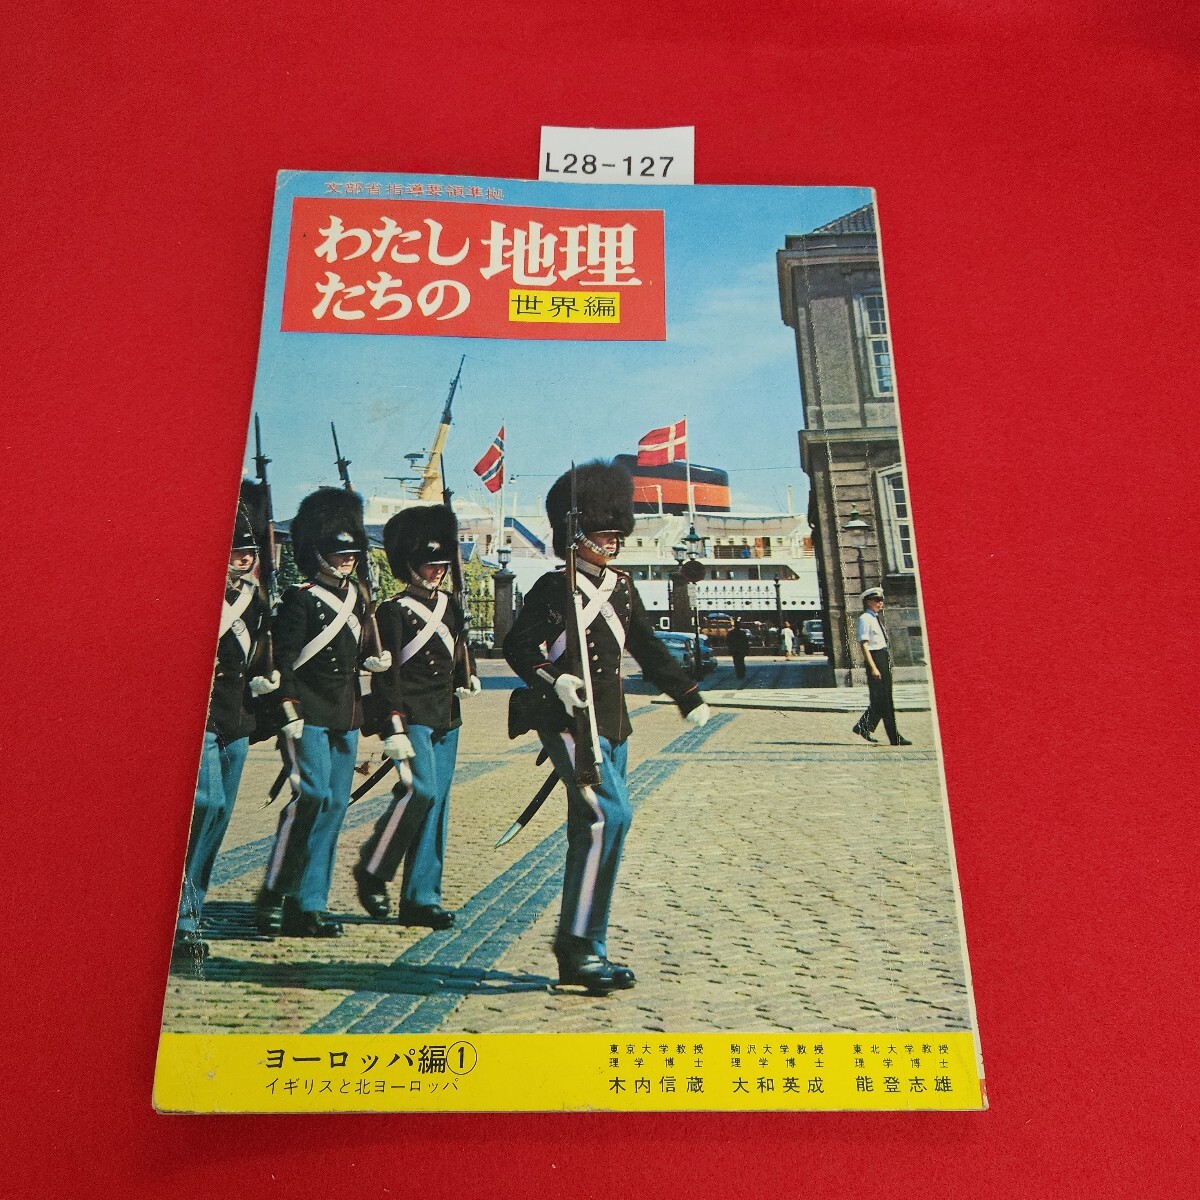 L28-127
文部省指導要領準拠
わたしたちの地理
世界編
ヨーロッパ編①
イギリスと北ヨーロッパ
東京大学教授
理学博士
木内信蔵
駒沢大学教授
理学博士
大和英成
東北大学教授
理学博士
能登志雄